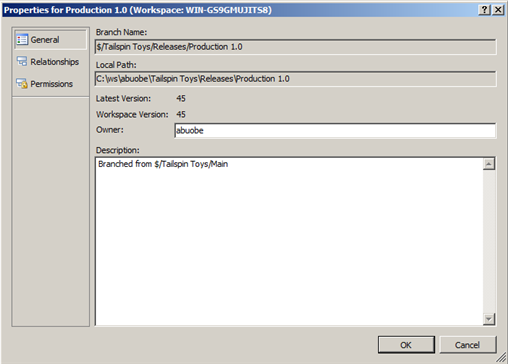 Properties for Production 1.0 (Workspace: WIN-GS9GMUJITS8)
General
Relationships
Permissions
Branch Name:
$/Tailspin Toys/Releases/Production 1.0
Local Path:
C:\ws\abuobe\Tailspin Toys\Releases\Production 1.0
Latest Version: 45
Workspace Version: 45
Owner: abuobe
Description:
Branched from $/Tailspin Toys/Main
OK Cancel